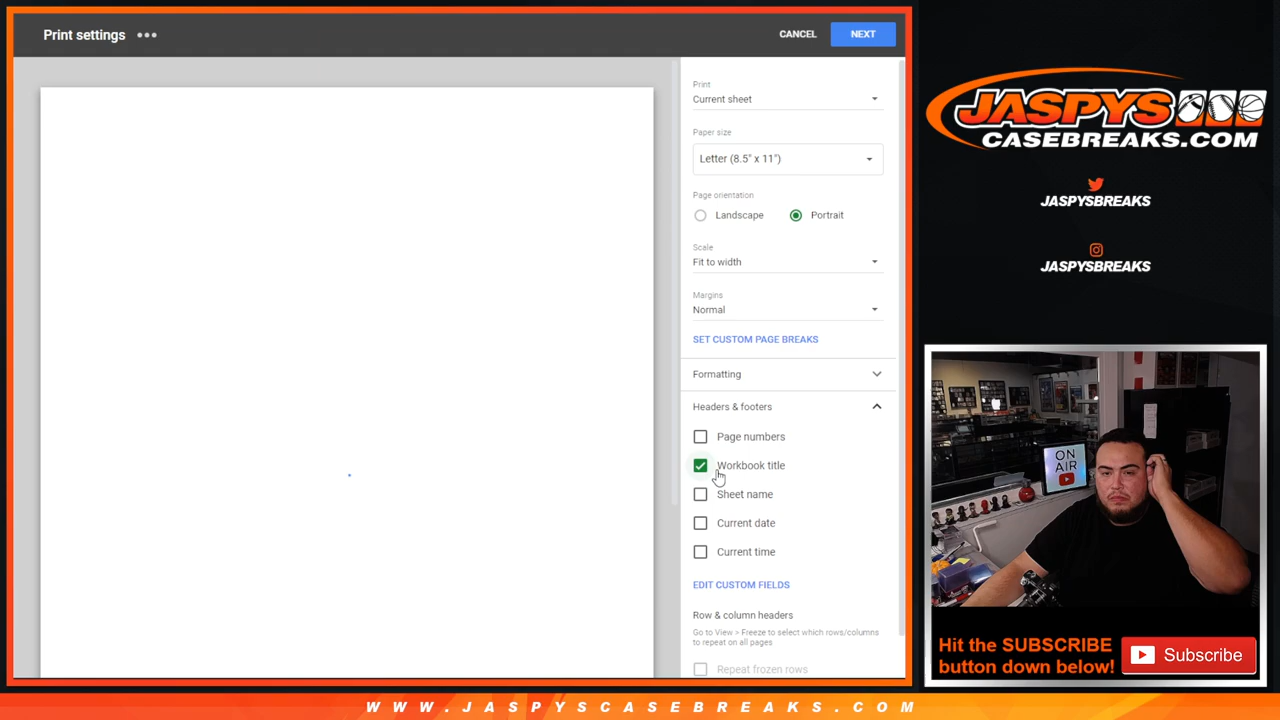 Print settings
CANCEL
NEXT
Print
Current sheet
Paper size
Letter (8.5" x 11")
Page orientation
Landscape
Portrait
Scale
Fit to width
Margins
Normal
SET CUSTOM PAGE BREAKS
Formatting
Headers & footers
Page numbers
Workbook title
Sheet name
Current date
Current time
EDIT CUSTOM FIELDS
Row & column headers
Go to View > Freeze to select which rows/columns
to repeat on all pages
Repeat frozen rows
JASPYS
CASEBREAKS.COM
JASPYSBREAKS
JASPYSBREAKS
ON
AIR
Hit the SUBSCRIBE
button down below!
Subscribe
WWW.JASPYSCASEBREAKS.COM